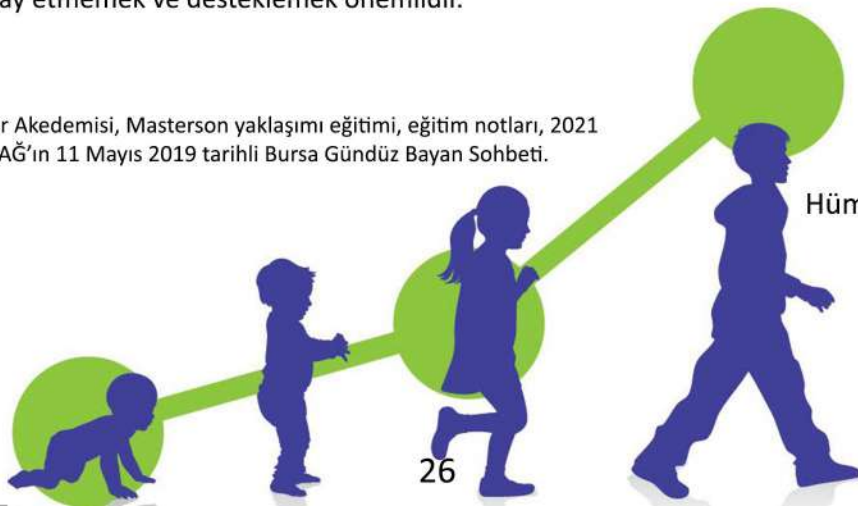 ay etmemek ve desteklemek önemlidir.
r Akedemisi, Masterson yaklaşımı eğitimi, eğitim notları, 2021
AĞ’ın 11 Mayıs 2019 tarihli Bursa Gündüz Bayan Sohbeti.
Hüm
26